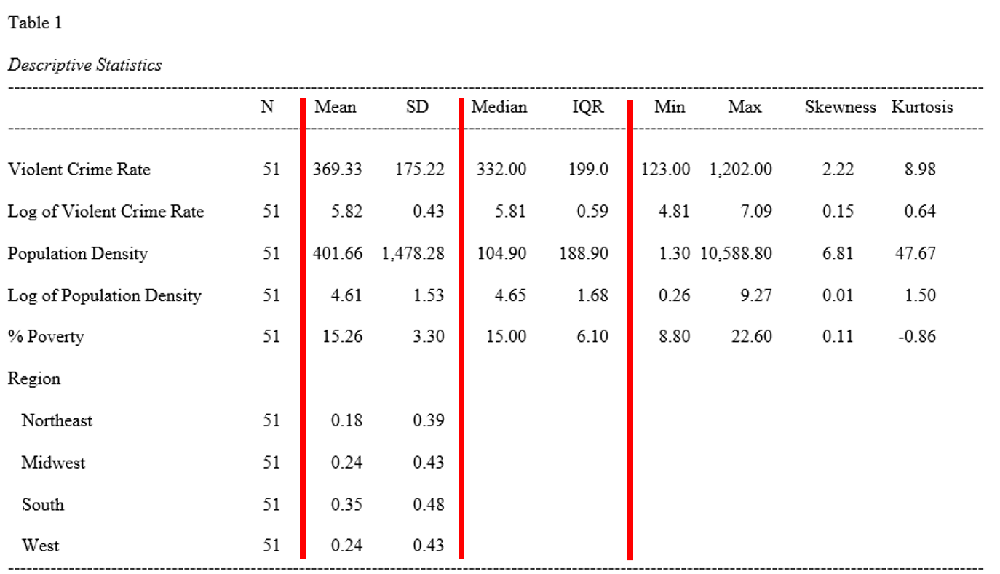 Table 1
Descriptive Statistics
N Mean SD Median IQR Min Max Skewness Kurtosis
Violent Crime Rate 51 369.33 175.22 332.00 199.0 123.00 1,202.00 2.22 8.98
Log of Violent Crime Rate 51 5.82 0.43 5.81 0.59 4.81 7.09 0.15 0.64
Population Density 51 401.66 1,478.28 104.90 188.90 1.30 10,588.80 6.81 47.67
Log of Population Density 51 4.61 1.53 4.65 1.68 0.26 9.27 0.01 1.50
% Poverty 51 15.26 3.30 15.00 6.10 8.80 22.60 0.11 -0.86
Region
Northeast 51 0.18 0.39
Midwest 51 0.24 0.43
South 51 0.35 0.48
West 51 0.24 0.43